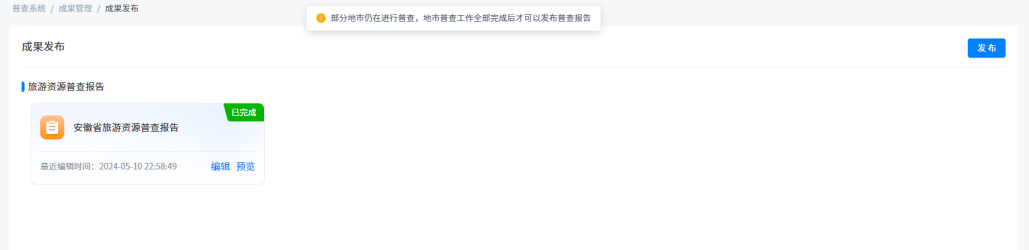 普查系统 / 成果管理 / 成果发布
部分地市仍在进行普查，地市普查工作全部完成后才可以发布普查报告
成果发布
发布
旅游资源普查报告
已完成
安徽省旅游资源普查报告
最近编辑时间：2024-05-10 22:58:49 编辑 预览